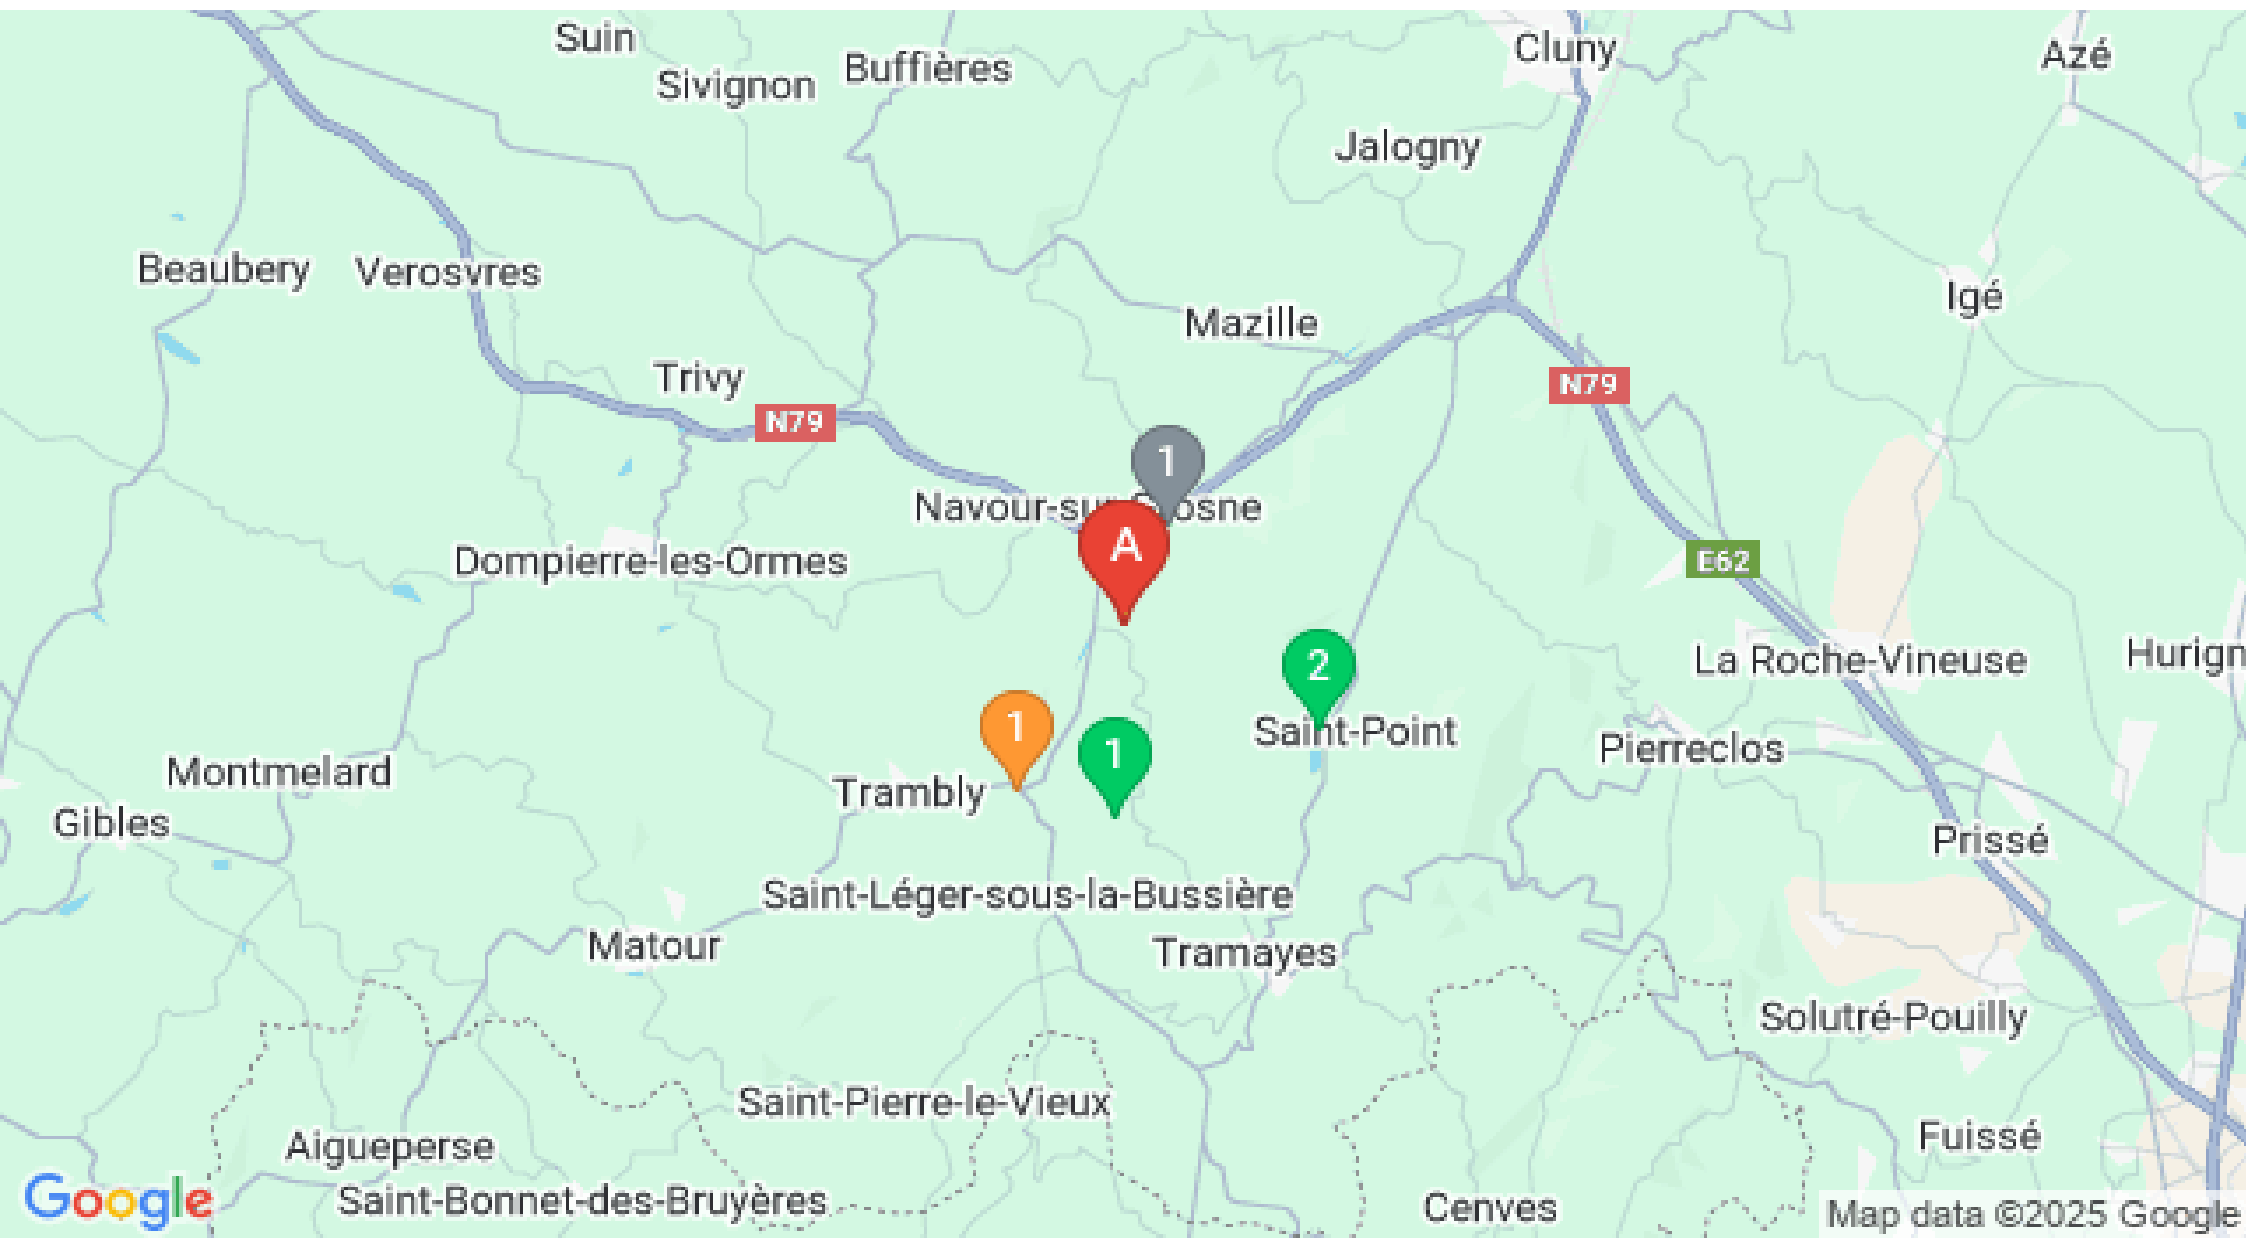 Suin
Cluny
Azé
Buffières
Sivignon
Jalogny
Beaubery
Verosvres
Igé
Mazille
Trivy
N79
N79
1
Navour-sur-Grosne
A
Dompierre-les-Ormes
E62
2
La Roche-Vineuse
Hurign
1
Saint-Point
1
Pierreclos
Montmelard
Trambly
Gibles
Prissé
Saint-Léger-sous-la-Bussière
Matour
Tramayes
Solutré-Pouilly
Saint-Pierre-le-Vieux
Aigueperse
Fuissé
Google
Saint-Bonnet-des-Bruyères
Cenves
Map data ©2025 Google